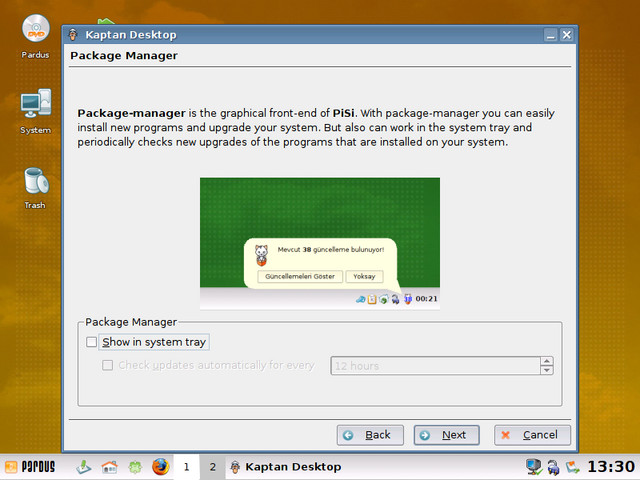 Kaptan Desktop
Package Manager
DVD
Pardus
System
Trash
Package-manager is the graphical front-end of PiSi. With package-manager you can easily
install new programs and upgrade your system. But also can work in the system tray and
periodically checks new upgrades of the programs that are installed on your system.
Mevcut 38 güncelleme bulunuyor!
Güncellemeleri Göster Yoksay
00:21
Package Manager
Show in system tray
Check updates automatically for every 12 hours
Back Next Cancel
PARDUS 1 2 Kaptan Desktop 13:30